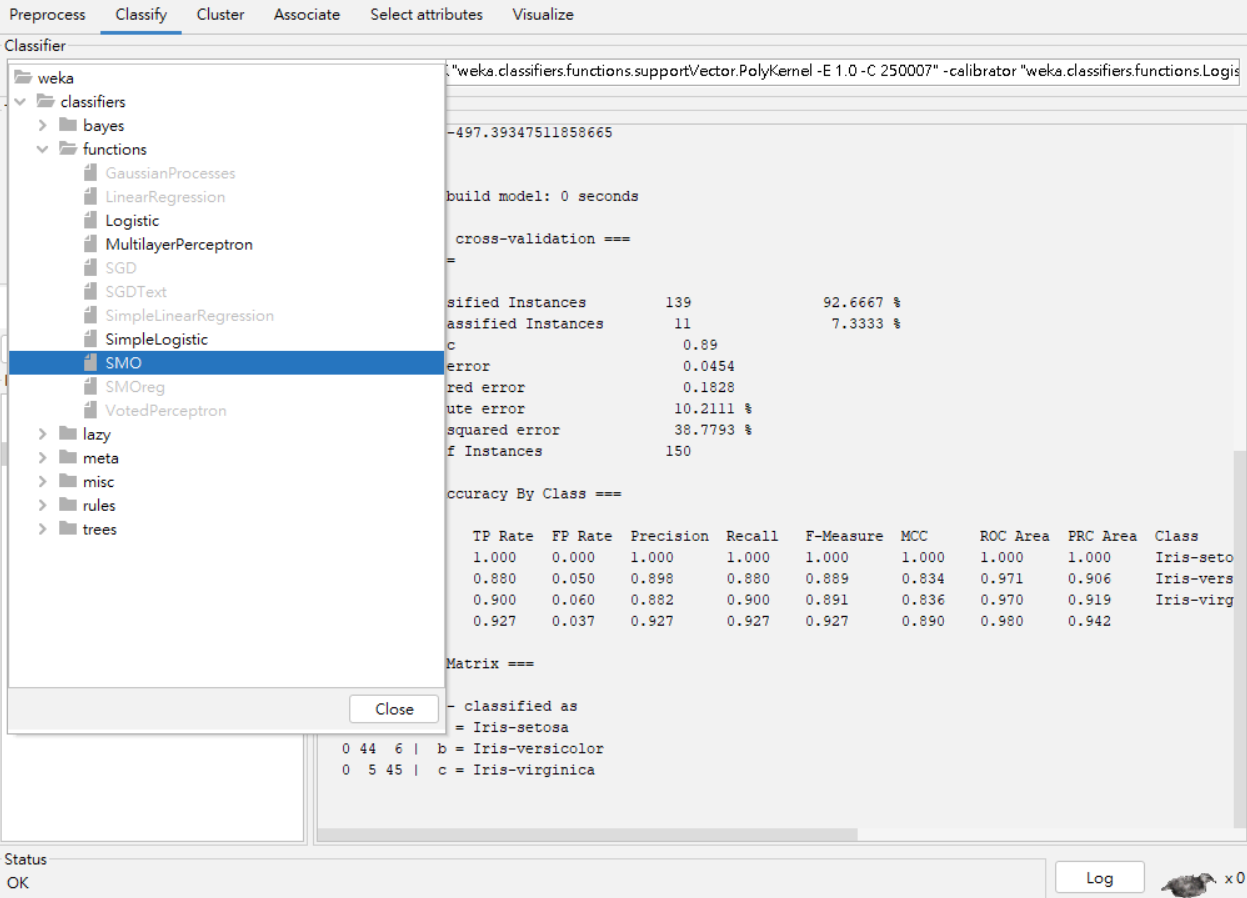 Preprocess Classify Cluster Associate Select attributes Visualize
Classifier
"weka.classifiers.functions.supportVector.PolyKernel -E 1.0 -C 250007" -calibrator "weka.classifiers.functions.Logis
weka
classifiers
bayes
functions
GaussianProcesses
LinearRegression
Logistic
MultilayerPerceptron
SGD
SGDText
SimpleLinearRegression
SimpleLogistic
SMO
SMOreg
VotedPerceptron
lazy
meta
misc
rules
trees
Close
-497.39347511858665
build model: 0 seconds
cross-validation ===
=
sified Instances 139 92.6667 %
assified Instances 11 7.3333 %
c 0.89
error 0.0454
red error 0.1828
ute error 10.2111 %
squared error 38.7793 %
f Instances 150
ccuracy By Class ===
TP Rate FP Rate Precision Recall F-Measure MCC ROC Area PRC Area Class
1.000 0.000 1.000 1.000 1.000 1.000 1.000 1.000 Iris-seto
0.880 0.050 0.898 0.880 0.889 0.834 0.971 0.906 Iris-vers
0.900 0.060 0.882 0.900 0.891 0.836 0.970 0.919 Iris-virg
0.927 0.037 0.927 0.927 0.927 0.890 0.980 0.942
Matrix ===
- classified as
= Iris-setosa
0 44 6 | b = Iris-versicolor
0 5 45 | c = Iris-virginica
Status
OK
Log
x 0